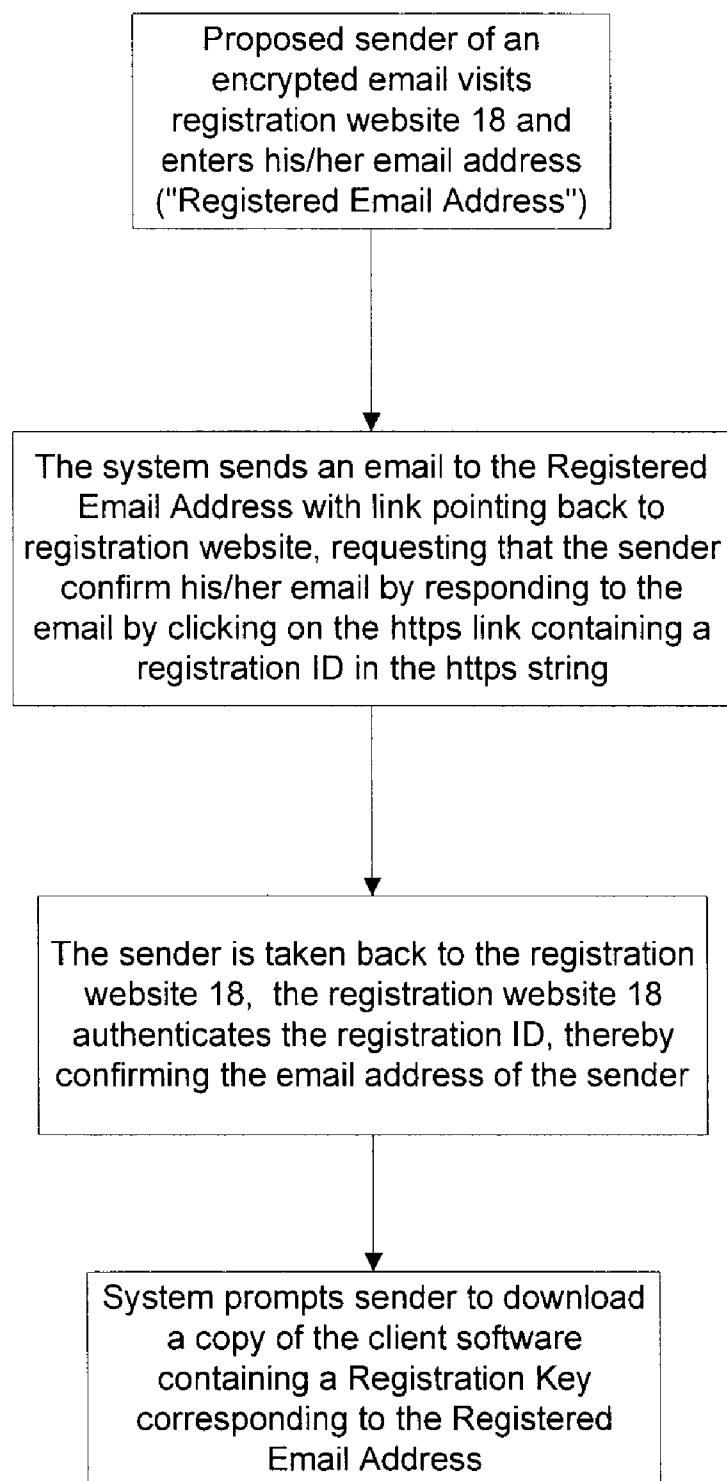 Proposed sender of an
encrypted email visits
registration website 18 and
enters his/her email address
("Registered Email Address")
The system sends an email to the Registered
Email Address with link pointing back to
registration website, requesting that the sender
confirm his/her email by responding to the
email by clicking on the https link containing a
registration ID in the https string
The sender is taken back to the registration
website 18, the registration website 18
authenticates the registration ID, thereby
confirming the email address of the sender
System prompts sender to download
a copy of the client software
containing a Registration Key
corresponding to the Registered
Email Address